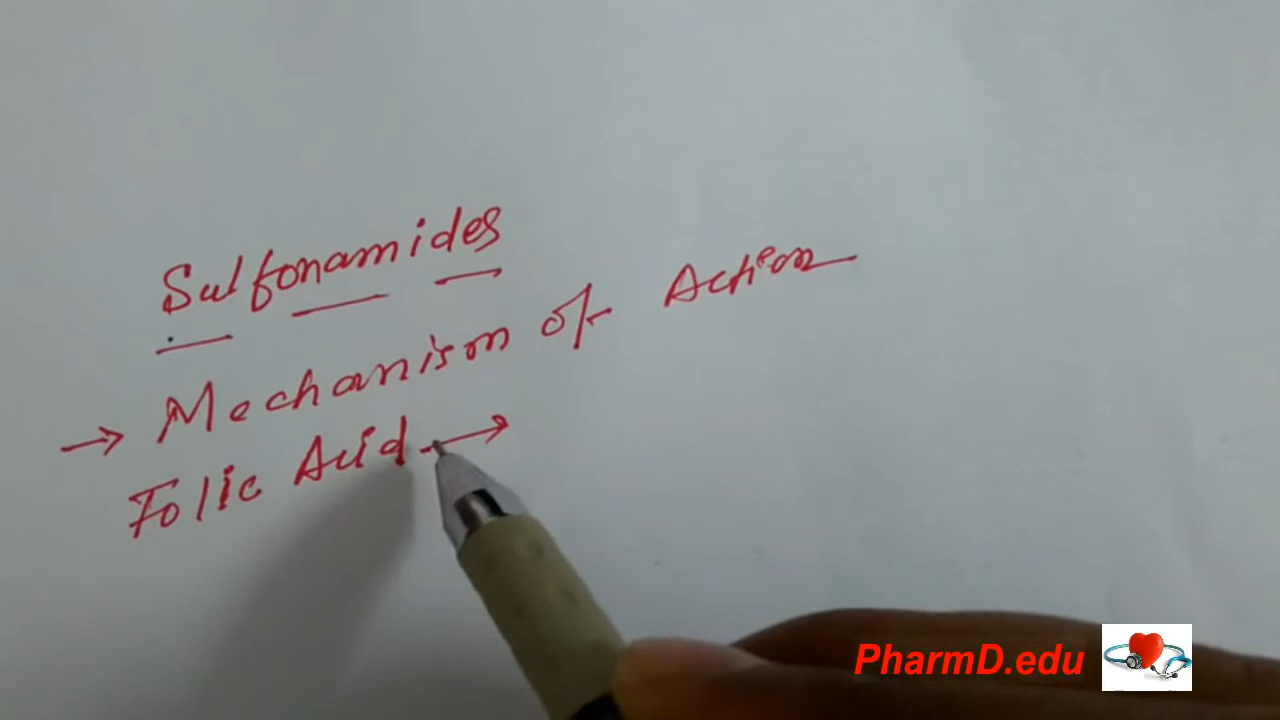 Sulfonamides
→ Mechanism of Action
Folic Acid →
PharmD.edu